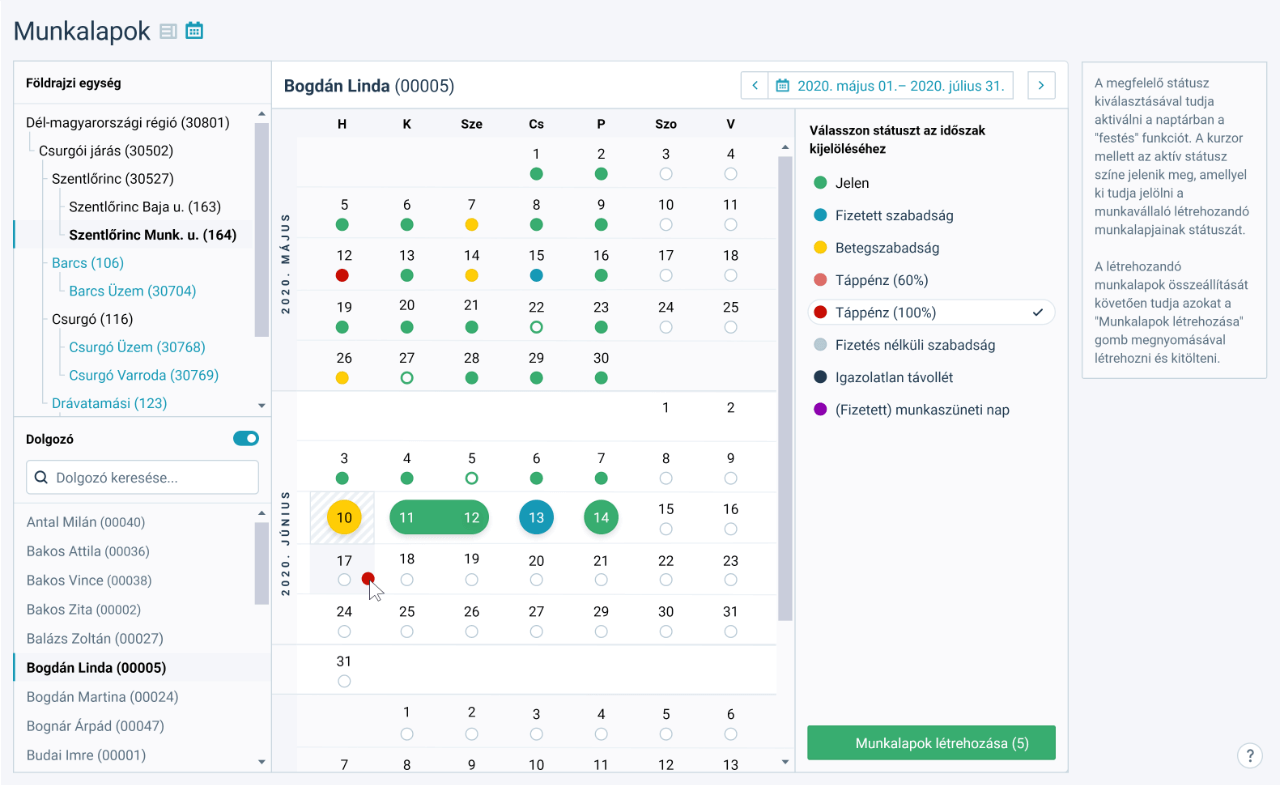 Munkalapok
Földrajzi egység
Dél-magyarországi régió (30801)
Csurgói járás (30502)
Szentlőrinc (30527)
Szentlőrinc Baja u. (163)
Szentlőrinc Munk. u. (164)
Barcs (106)
Barcs Üzem (30704)
Csurgó (116)
Csurgó Üzem (30768)
Csurgó Varroda (30769)
Drávatamási (123)
Dolgozó
Dolgozó keresése...
Antal Milán (00040)
Bakos Attila (00036)
Bakos Vince (00038)
Bakos Zita (00002)
Balázs Zoltán (00027)
Bogdán Linda (00005)
Bogdán Martina (00024)
Bognár Árpád (00047)
Budai Imre (00001)
Bogdán Linda (00005)
2020. május 01.– 2020. július 31.
H K Sze Cs P Szo V
2020. MÁJUS
1 2 3 4
5 6 7 8 9 10 11
12 13 14 15 16 17 18
19 20 21 22 23 24 25
26 27 28 29 30
2020. JÚNIUS
1 2
3 4 5 6 7 8 9
10 11 12 13 14 15 16
17 18 19 20 21 22 23
24 25 26 27 29 30 31
31
1 2 3 4 5 6
7 8 9 10 11 12 13
Válasszon státuszt az időszak
kijelöléséhez
Jelen
Fizetett szabadság
Betegszabadság
Táppénz (60%)
Táppénz (100%)
Fizetés nélküli szabadság
Igazolatlan távollét
(Fizetett) munkaszüneti nap
Munkalapok létrehozása (5)
A megfelelő státusz
kiválasztásával tudja
aktiválni a naptárban a
"festés" funkciót. A kurzor
mellett az aktív státusz
színe jelenik meg, amellyel
ki tudja jelölni a
munkavállaló létrehozandó
munkalapjainak státuszát.
A létrehozandó
munkalapok összeállítását
követően tudja azokat a
"Munkalapok létrehozása"
gomb megnyomásával
létrehozni és kitölteni.
?